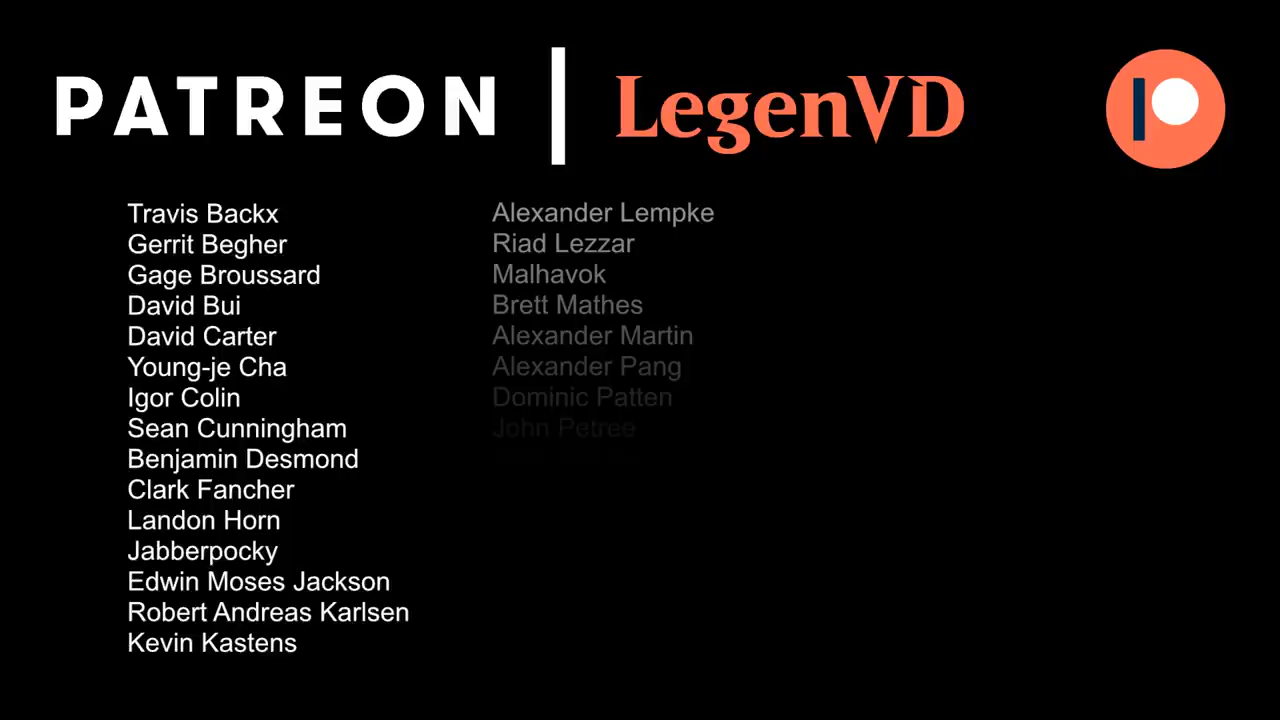 PATREON | LegenVD
Travis Backx
Gerrit Begher
Gage Broussard
David Bui
David Carter
Young-je Cha
Igor Colin
Sean Cunningham
Benjamin Desmond
Clark Fancher
Landon Horn
Jabberpocky
Edwin Moses Jackson
Robert Andreas Karlsen
Kevin Kastens
Alexander Lempke
Riad Lezzar
Malhavok
Brett Mathes
Alexander Martin
Alexander Pang
Dominic Patten
John Petree